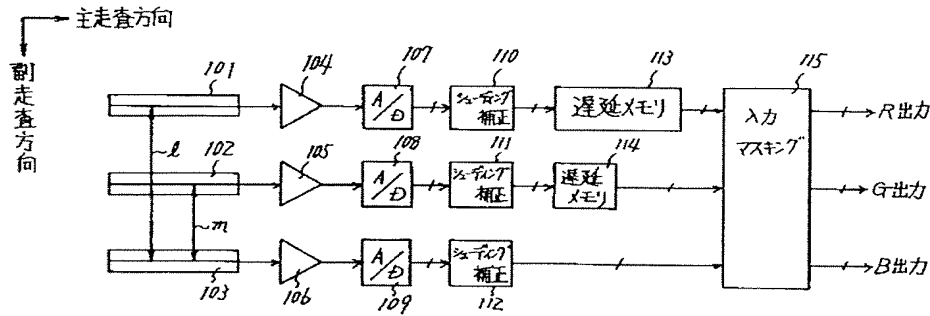 主走査方向
副走査方向
101
104
107
110
113
115
A/D
シェーディング
補正
遅延メモリ
入力
マスキング
R出力
l
102
105
108
111
114
A/D
シェーディング
補正
遅延
メモリ
G出力
m
103
106
A/D
109
シェーディング
補正
112
B出力